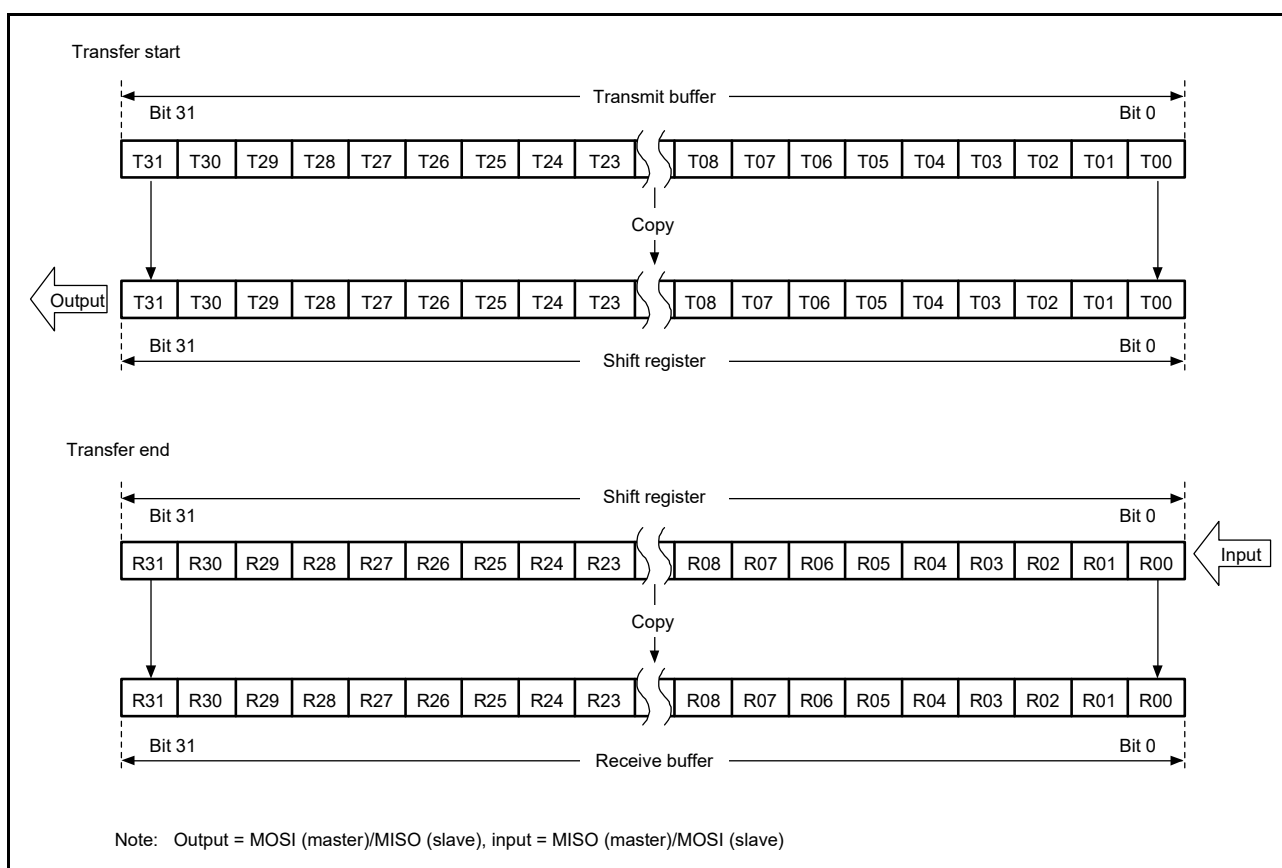 Transfer start
Transmit buffer
Bit 31 Bit 0
T31 T30 T29 T28 T27 T26 T25 T24 T23 T08 T07 T06 T05 T04 T03 T02 T01 T00
Copy
Output T31 T30 T29 T28 T27 T26 T25 T24 T23 T08 T07 T06 T05 T04 T03 T02 T01 T00
Bit 31 Bit 0
Shift register
Transfer end
Shift register
Bit 31 Bit 0
R31 R30 R29 R28 R27 R26 R25 R24 R23 R08 R07 R06 R05 R04 R03 R02 R01 R00 Input
Copy
R31 R30 R29 R28 R27 R26 R25 R24 R23 R08 R07 R06 R05 R04 R03 R02 R01 R00
Bit 31 Bit 0
Receive buffer
Note: Output = MOSI (master)/MISO (slave), input = MISO (master)/MOSI (slave)